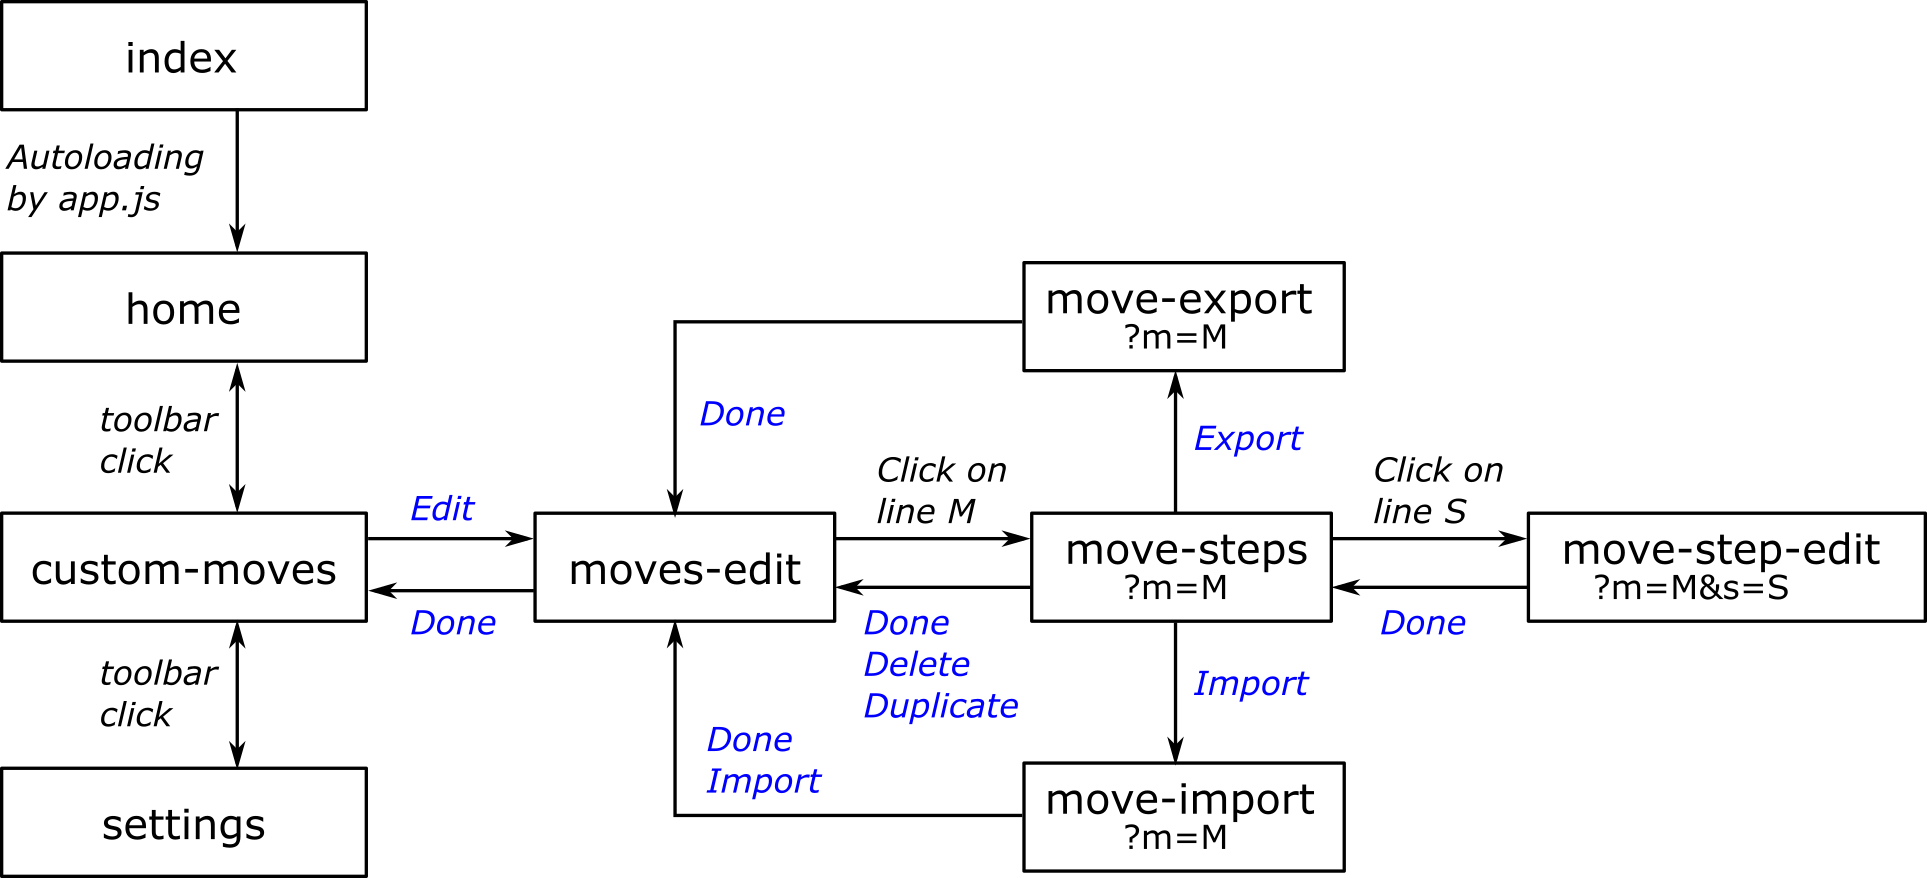 index
Autoloading
by app.js
home
toolbar
click
custom-moves
toolbar
click
settings
Edit
Done
moves-edit
Done
Click on
line M
Done
Delete
Duplicate
Done
Import
move-export
?m=M
Export
move-steps
?m=M
Import
move-import
?m=M
Click on
line S
Done
move-step-edit
?m=M&s=S